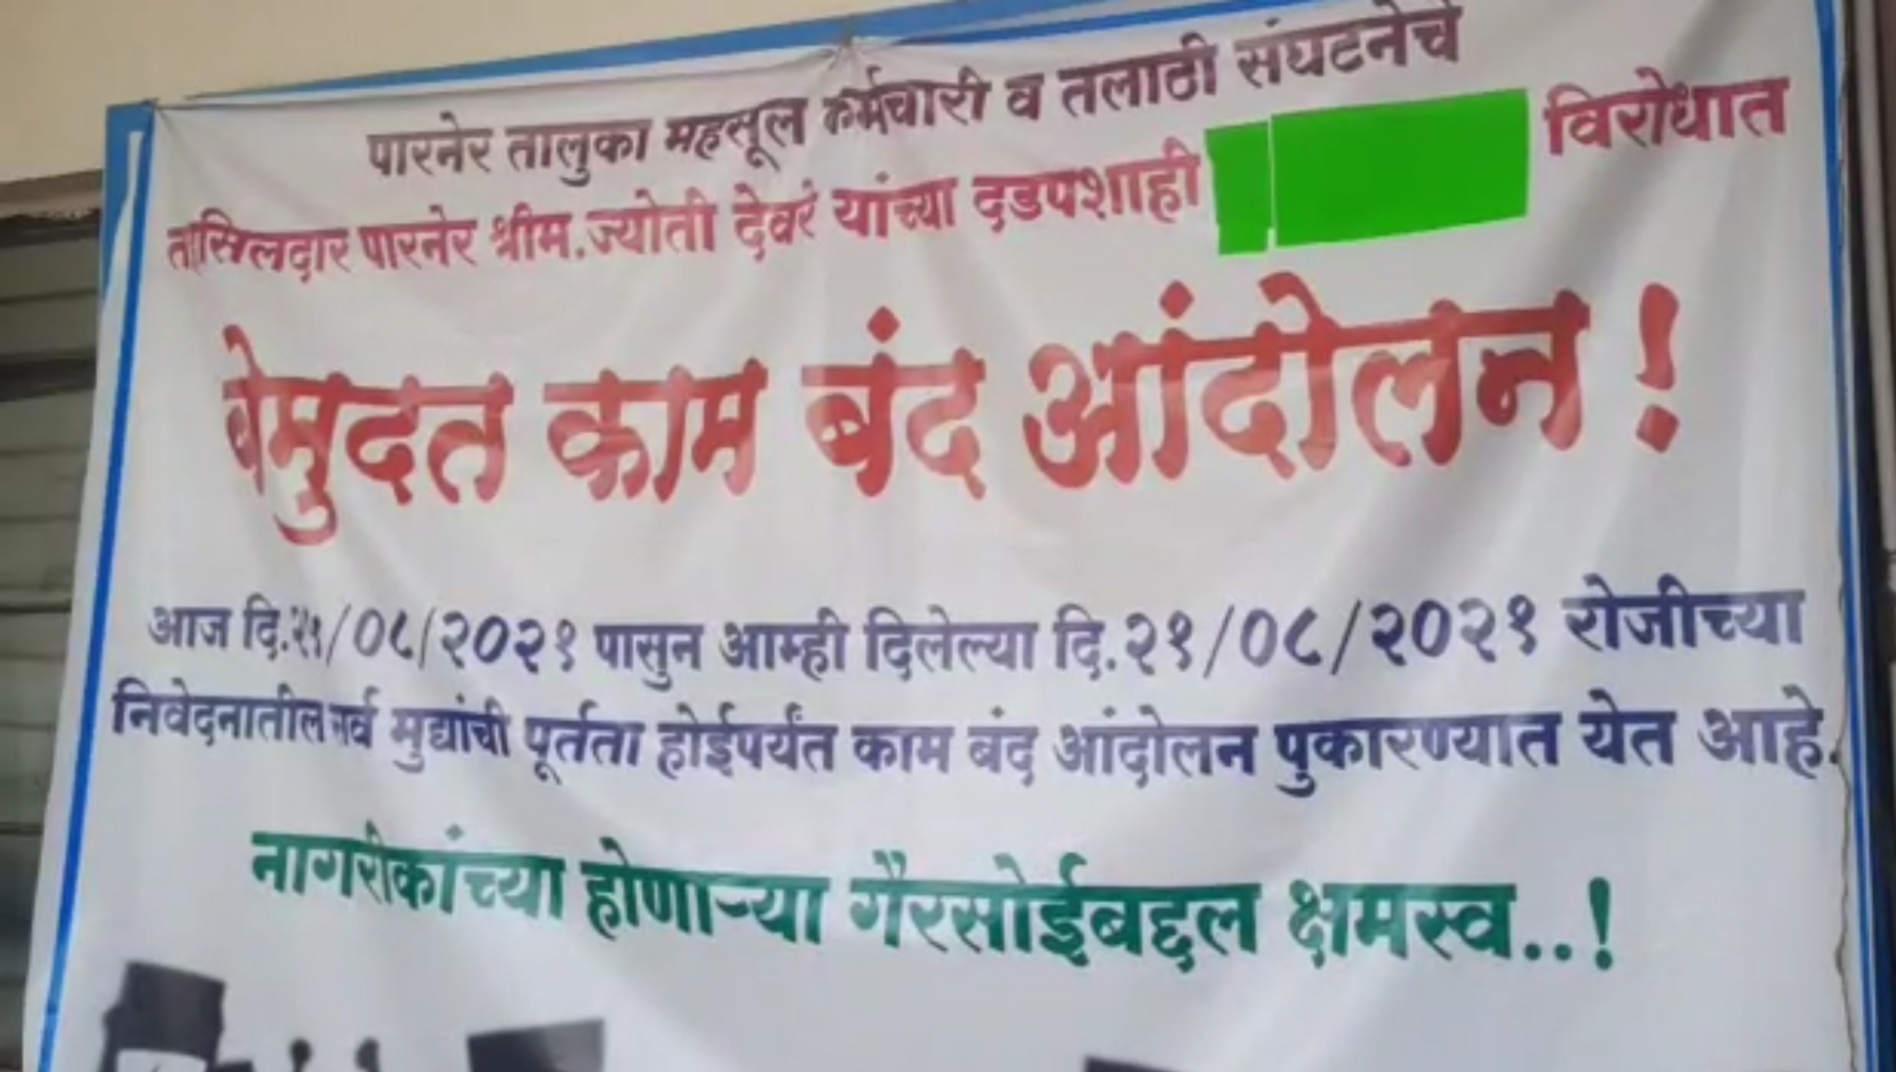 पारनेर तालुका महसूल कर्मचारी व तलाठी संघटनेचे
तासिलदार पारनेर श्रीम.ज्योती देवरे यांच्या दडपशाही विरोधात
बेमुदत काम बंद आंदोलन !
आज दि.२५/०८/२०२१ पासुन आम्ही दिलेल्या दि.२१/०८/२०२१ रोजीच्या
निवेदनातील सर्व मुद्यांची पूर्तता होईपर्यंत काम बंद आंदोलन पुकारण्यात येत आहे.
नागरीकांच्या होणाऱ्या गैरसोईबद्दल क्षमस्व..!